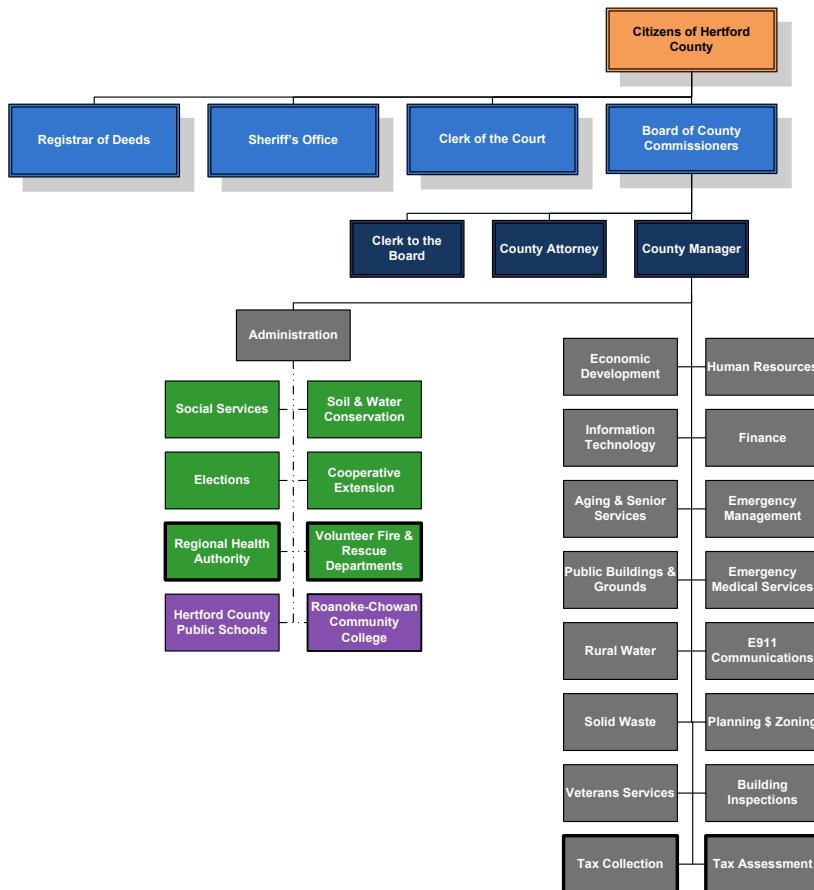 Citizens of Hertford
County
Registrar of Deeds
Sheriff's Office
Clerk of the Court
Board of County
Commissioners
Clerk to the
Board
County Attorney
County Manager
Administration
Social Services
Soil & Water
Conservation
Elections
Cooperative
Extension
Regional Health
Authority
Volunteer Fire &
Rescue
Departments
Hertford County
Public Schools
Roanoke-Chowan
Community
College
Economic
Development
Human Resources
Information
Technology
Finance
Aging & Senior
Services
Emergency
Management
Public Buildings &
Grounds
Emergency
Medical Services
Rural Water
E911
Communications
Solid Waste
Planning $ Zoning
Veterans Services
Building
Inspections
Tax Collection
Tax Assessment